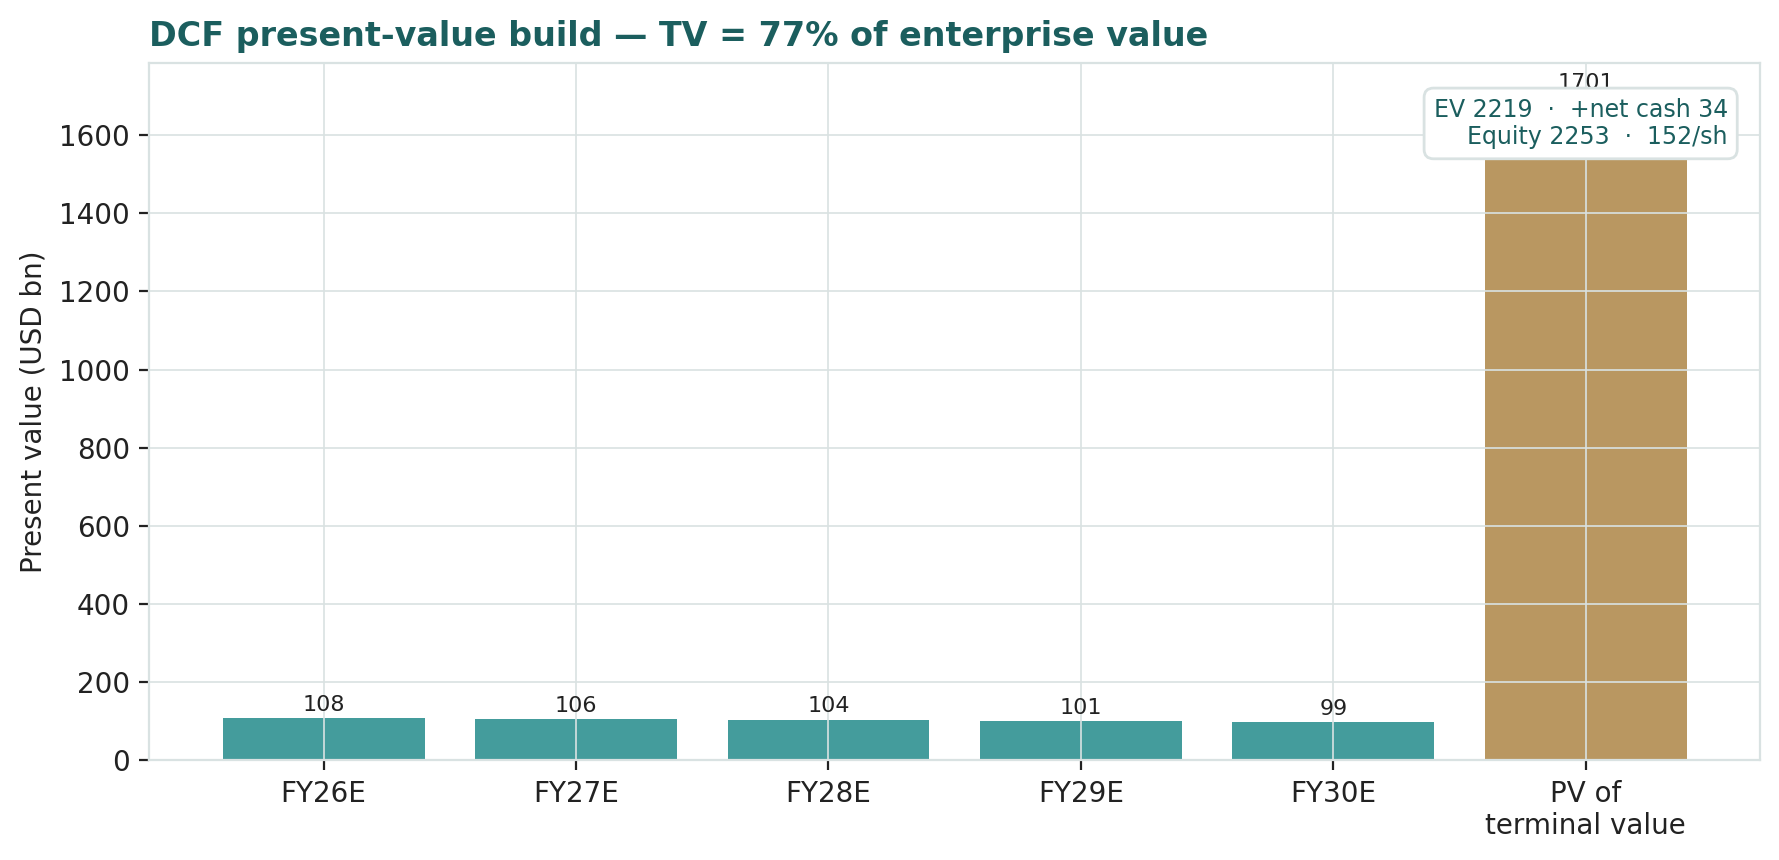 DCF present-value build — TV = 77% of enterprise value
1701
EV 2219 · +net cash 34
Equity 2253 · 152/sh
Present value (USD bn)
1600
1400
1200
1000
800
600
400
200
0
108
106
104
101
99
FY26E
FY27E
FY28E
FY29E
FY30E
PV of
terminal value